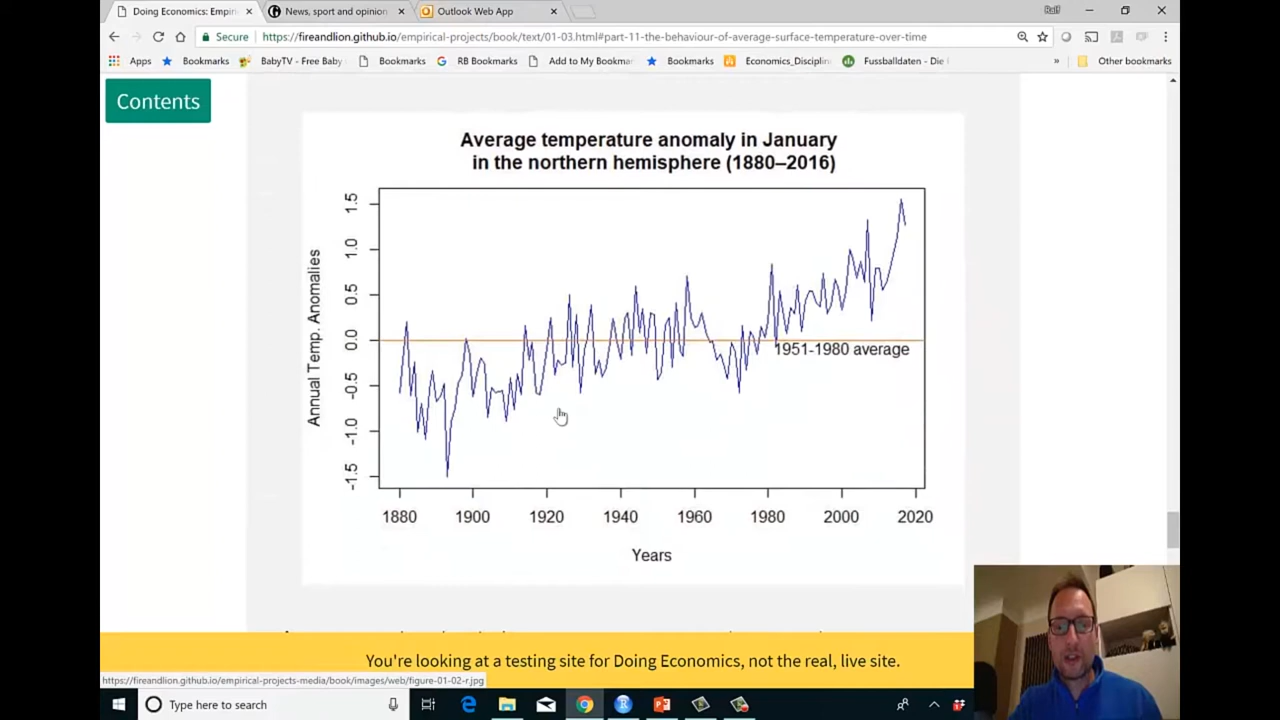 Doing Economics: Empiri
News, sport and opinion
Outlook Web App
Rolf
Secure
https://fireandlion.github.io/empirical-projects/book/text/01-03.html#part-11-the-behaviour-of-average-surface-temperature-over-time
Apps
Bookmarks
BabyTV - Free Baby
Bookmarks
RB Bookmarks
Add to My Bookmar
Bookmarks
Economics_Disciplin
Fussballdaten - Die
»
Other bookmarks
Contents
Average temperature anomaly in January
in the northern hemisphere (1880–2016)
Annual Temp. Anomalies
1.5
1.0
0.5
0.0
-0.5
-1.0
-1.5
1951-1980 average
1880 1900 1920 1940 1960 1980 2000 2020
Years
You're looking at a testing site for Doing Economics, not the real, live site.
https://fireandlion.github.io/empirical-projects-media/book/images/web/figure-01-02-r.jpg
Type here to search